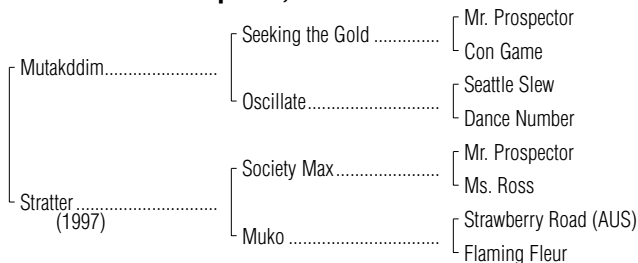 Mr. Prospector
Seeking the Gold
Con Game
Mutakddim
Seattle Slew
Oscillate
Dance Number
Mr. Prospector
Society Max
Ms. Ross
Stratter
(1997)
Strawberry Road (AUS)
Muko
Flaming Fleur